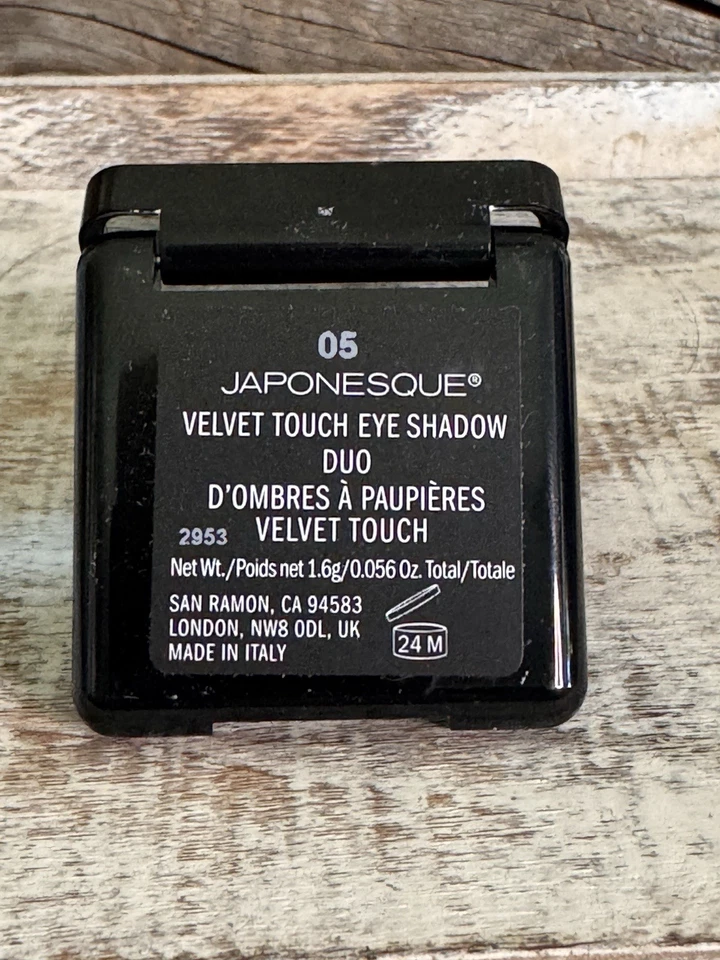 05
JAPONESQUE®
VELVET TOUCH EYE SHADOW
DUO
D'OMBRES À PAUPIÈRES
2953 VELVET TOUCH
Net Wt./Poids net 1.6g/0.056 Oz. Total/Totale
SAN RAMON, CA 94583
LONDON, NW8 0DL, UK
MADE IN ITALY
24 M